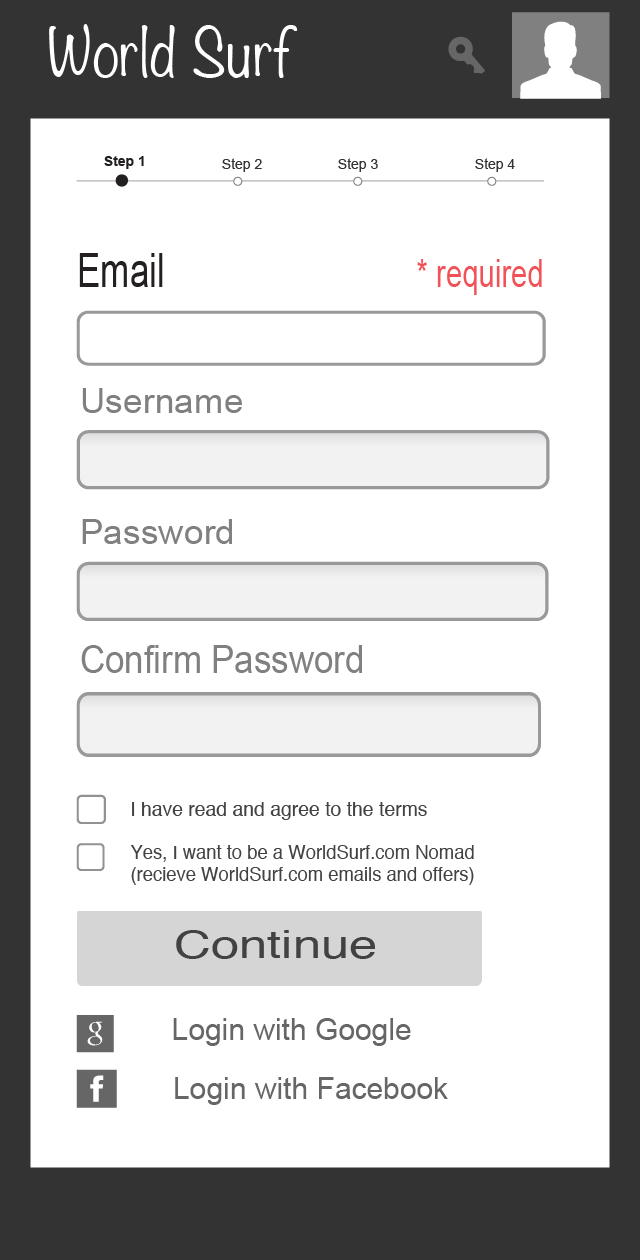 World Surf
Step 1 Step 2 Step 3 Step 4
Email * required
Username
Password
Confirm Password
I have read and agree to the terms
Yes, I want to be a WorldSurf.com Nomad
(recieve WorldSurf.com emails and offers)
Continue
g Login with Google
f Login with Facebook